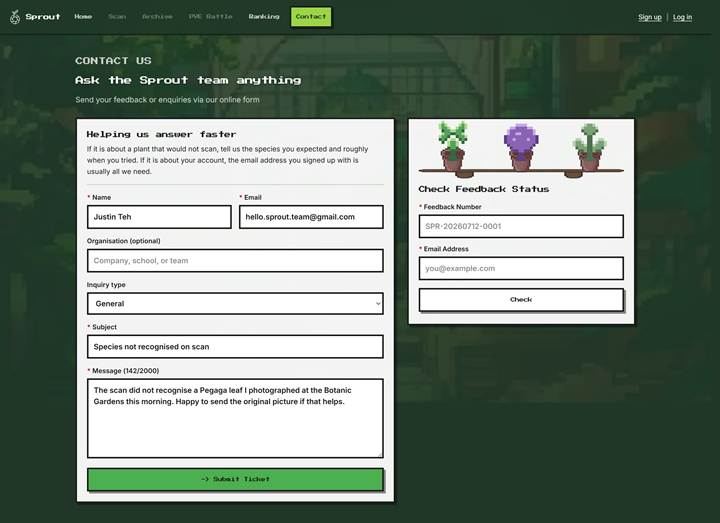 Sprout
Home
Scan
Archive
PVE Battle
Ranking
Contact
Sign up | Log in
CONTACT US
Ask the Sprout team anything
Send your feedback or enquiries via our online form
Helping us answer faster
If it is about a plant that would not scan, tell us the species you expected and roughly
when you tried. If it is about your account, the email address you signed up with is
usually all we need.
* Name
* Email
Justin Teh
hello.sprout.team@gmail.com
Organisation (optional)
Company, school, or team
Inquiry type
General
* Subject
Species not recognised on scan
* Message (142/2000)
The scan did not recognise a Pegaga leaf I photographed at the Botanic
Gardens this morning. Happy to send the original picture if that helps.
-> Submit Ticket
Check Feedback Status
* Feedback Number
SPR-20260712-0001
* Email Address
you@example.com
Check